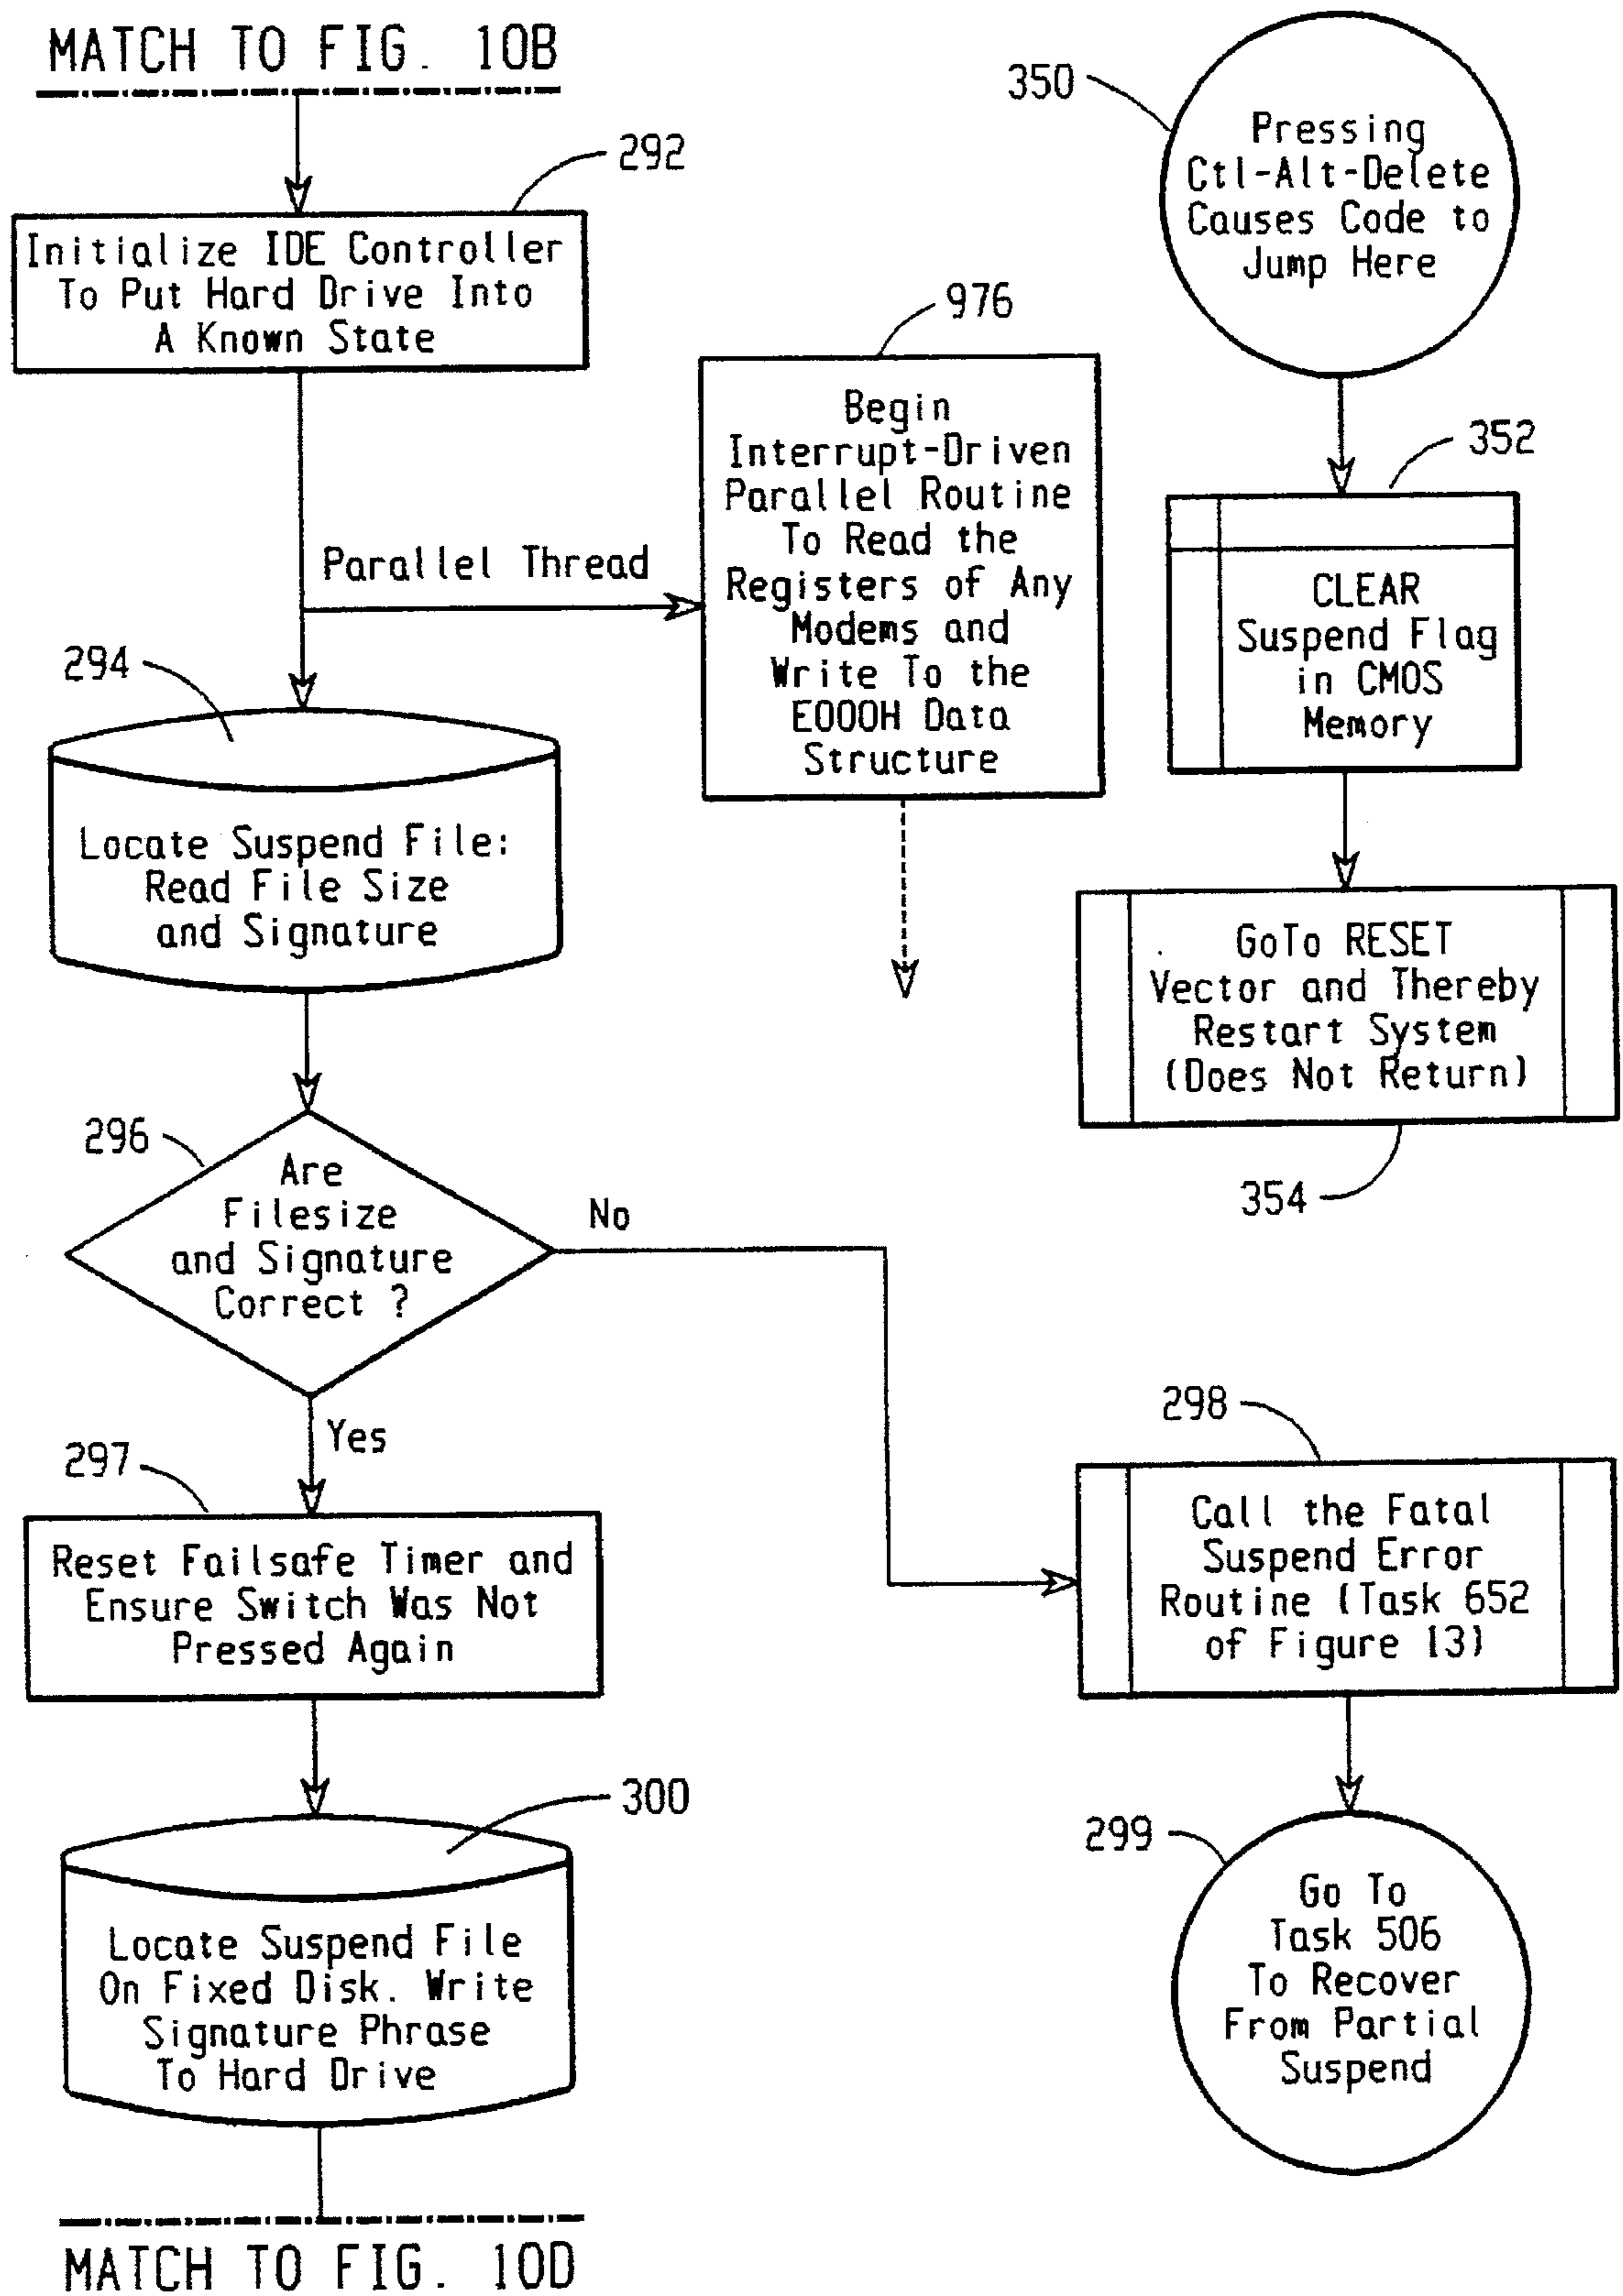 MATCH TO FIG. 10B
292
Initialize IDE Controller
To Put Hard Drive Into
A Known State
Parallel Thread
976
Begin
Interrupt-Driven
Parallel Routine
To Read the
Registers of Any
Modems and
Write To the
E000H Data
Structure
294
Locate Suspend File:
Read File Size
and Signature
296
Are
Filesize
and Signature
Correct ?
No
Yes
297
Reset Failsafe Timer and
Ensure Switch Was Not
Pressed Again
300
Locate Suspend File
On Fixed Disk. Write
Signature Phrase
To Hard Drive
MATCH TO FIG. 10D
350
Pressing
Ctl-Alt-Delete
Causes Code to
Jump Here
352
CLEAR
Suspend Flag
in CMOS
Memory
GoTo RESET
Vector and Thereby
Restart System
(Does Not Return)
354
298
Call the Fatal
Suspend Error
Routine (Task 652
of Figure 13)
299
Go To
Task 506
To Recover
From Partial
Suspend